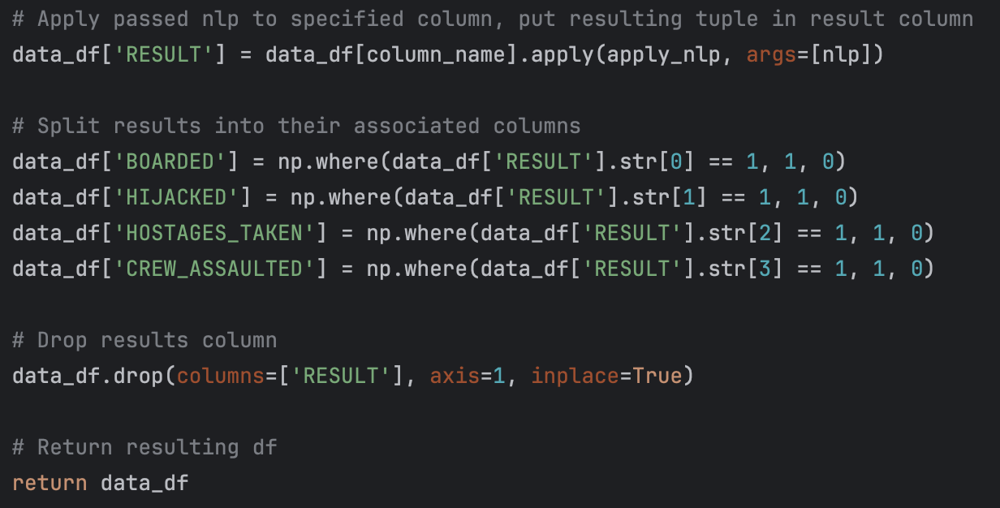 # Apply passed nlp to specified column, put resulting tuple in result column
data_df['RESULT'] = data_df[column_name].apply(apply_nlp, args=[nlp])
# Split results into their associated columns
data_df['BOARDED'] = np.where(data_df['RESULT'].str[0] == 1, 1, 0)
data_df['HIJACKED'] = np.where(data_df['RESULT'].str[1] == 1, 1, 0)
data_df['HOSTAGES_TAKEN'] = np.where(data_df['RESULT'].str[2] == 1, 1, 0)
data_df['CREW_ASSAULTED'] = np.where(data_df['RESULT'].str[3] == 1, 1, 0)
# Drop results column
data_df.drop(columns=['RESULT'], axis=1, inplace=True)
# Return resulting df
return data_df